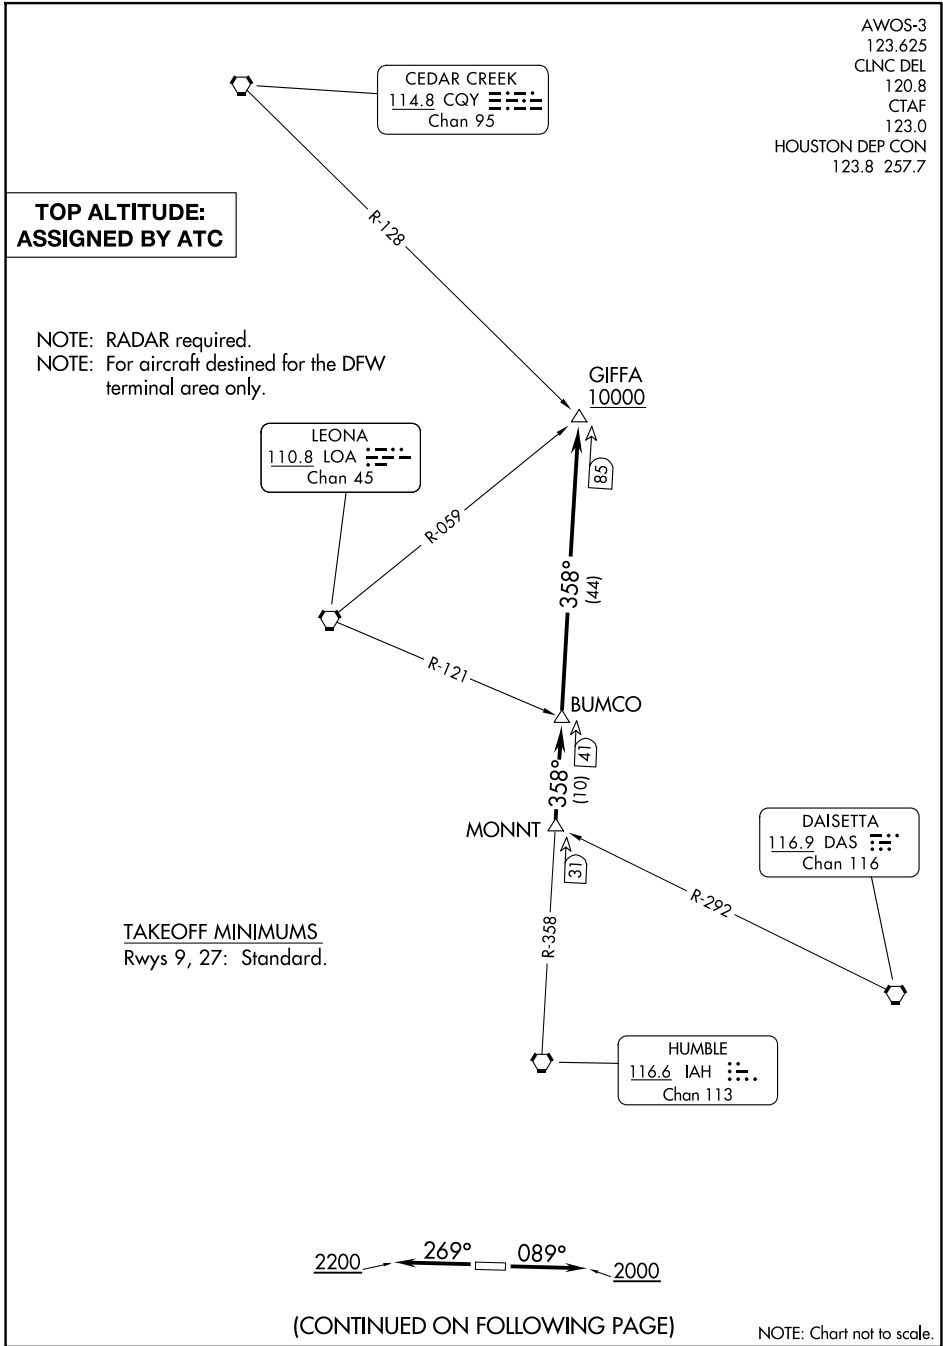 AWOS-3
123.625
CLNC DEL
120.8
CTAF
123.0
HOUSTON DEP CON
123.8 257.7
CEDAR CREEK
114.8 CQY
Chan 95
TOP ALTITUDE:
ASSIGNED BY ATC
R-128
NOTE: RADAR required.
NOTE: For aircraft destined for the DFW
terminal area only.
GIFFA
10000
LEONA
110.8 LOA
Chan 45
85
R-059
358°
(44)
R-121
BUMCO
41
358°
(10)
MONNT
31
DAISETTA
116.9 DAS
Chan 116
R-292
R-358
TAKEOFF MINIMUMS
Rwys 9, 27: Standard.
HUMBLE
116.6 IAH
Chan 113
2200
269°
089°
2000
(CONTINUED ON FOLLOWING PAGE)
NOTE: Chart not to scale.